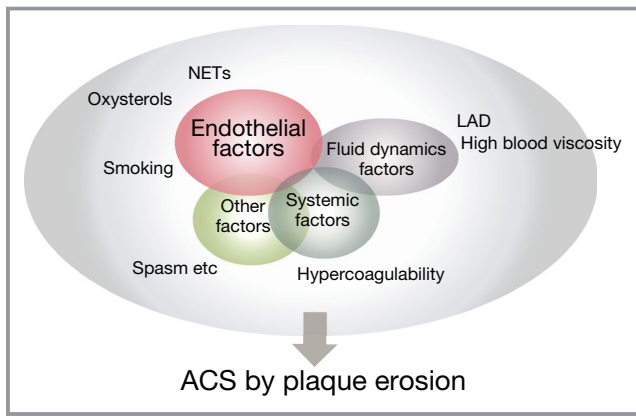 NETs
Oxysterols
Endothelial
factors
LAD
High blood viscosity
Fluid dynamics
factors
Smoking
Other
factors
Systemic
factors
Spasm etc
Hypercoagulability
ACS by plaque erosion